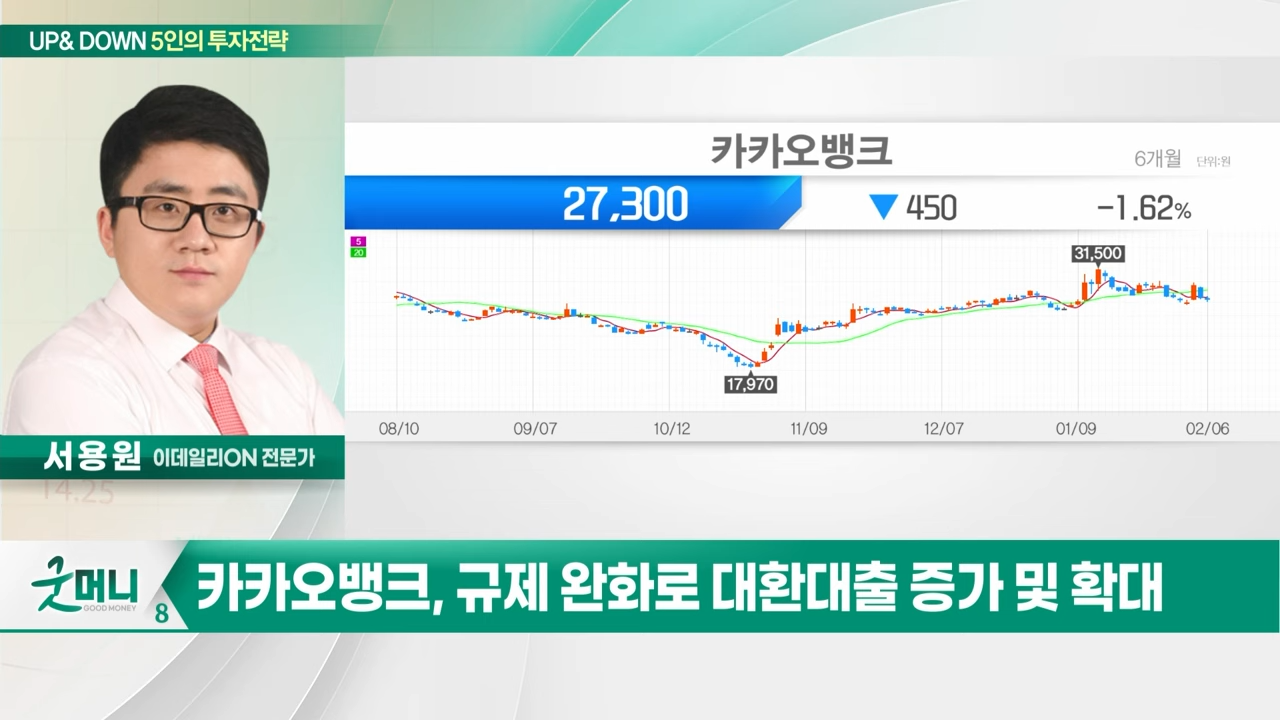 UP& DOWN 5인의 투자전략
카카오뱅크
6개월 단위:원
27,300 ▼ 450 -1.62%
5
20
31,500
17,970
08/10 09/07 10/12 11/09 12/07 01/09 02/06
서용원 이데일리ON 전문가
14.25
굿머니
GOOD MONEY
8
카카오뱅크, 규제 완화로 대환대출 증가 및 확대